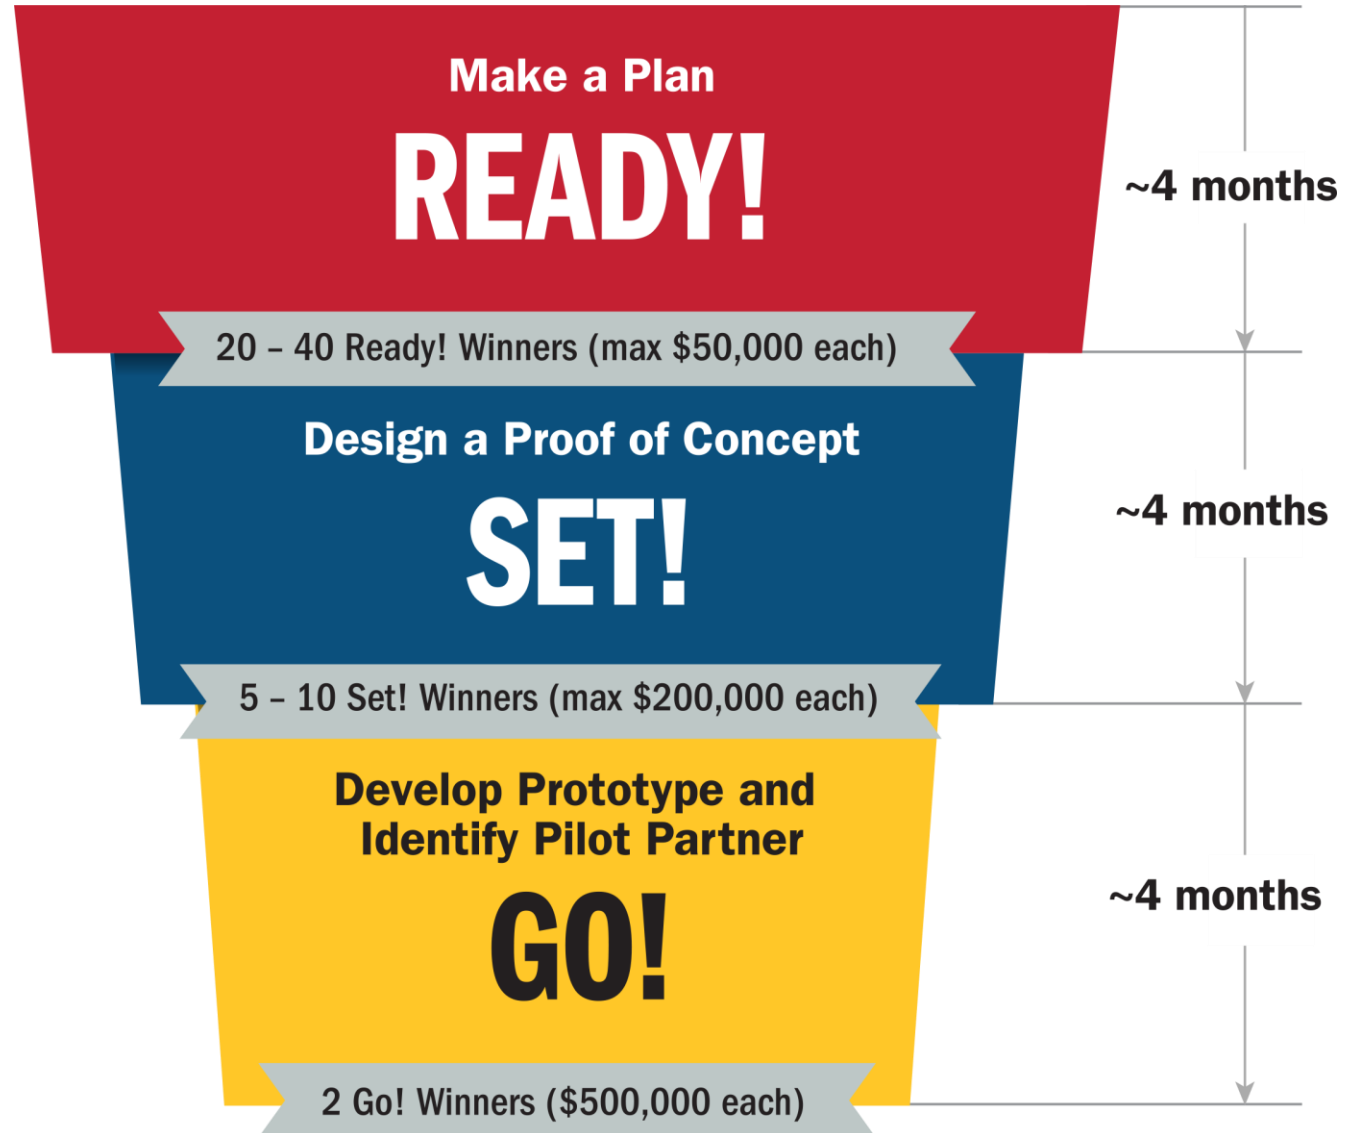 Make a Plan
READY!
~4 months
20 – 40 Ready! Winners (max $50,000 each)
Design a Proof of Concept
SET!
~4 months
5 – 10 Set! Winners (max $200,000 each)
Develop Prototype and
Identify Pilot Partner
GO!
~4 months
2 Go! Winners ($500,000 each)